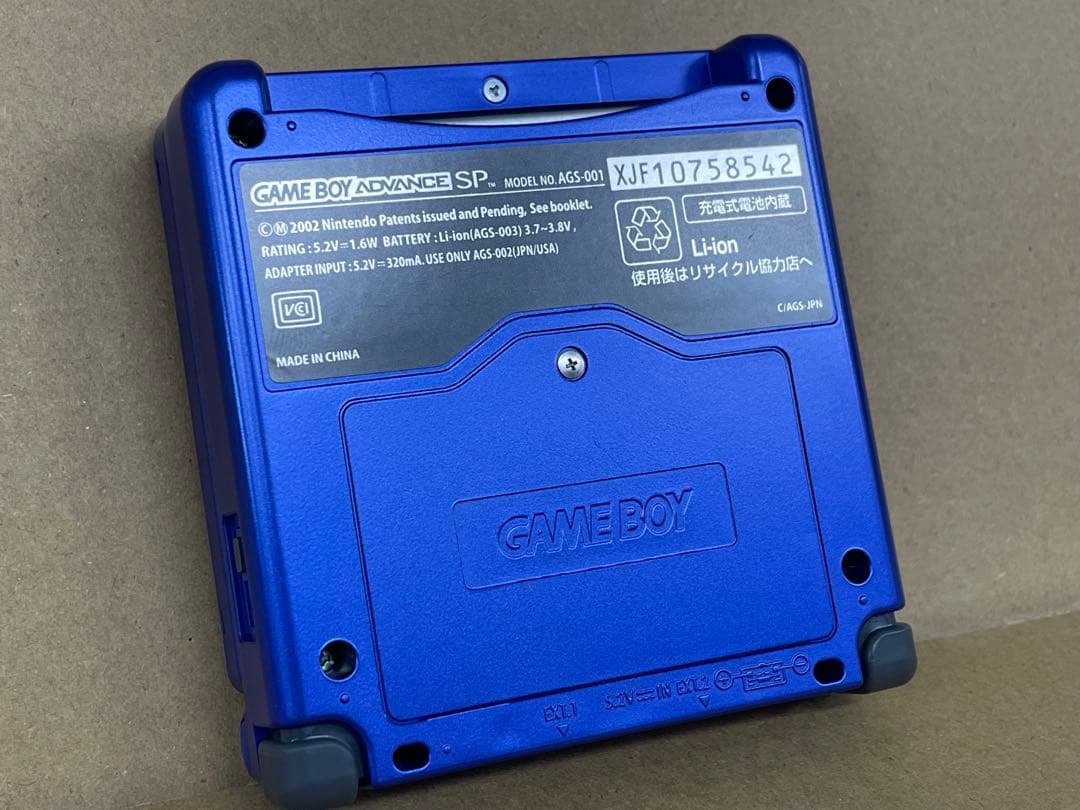 GAME BOY ADVANCE SP™ MODEL NO. AGS-001 XJF10758542
©Ⓜ 2002 Nintendo Patents issued and Pending, See booklet.
RATING : 5.2V⎓1.6W BATTERY : Li-ion(AGS-003) 3.7~3.8V ,
ADAPTER INPUT : 5.2V⎓320mA. USE ONLY AGS-002(JPN/USA)
VCI
MADE IN CHINA
充電式電池内蔵
Li-ion
使用後はリサイクル協力店へ
C/AGS-JPN
GAME BOY
EXT.1 5.2V⎓IN EXT.2